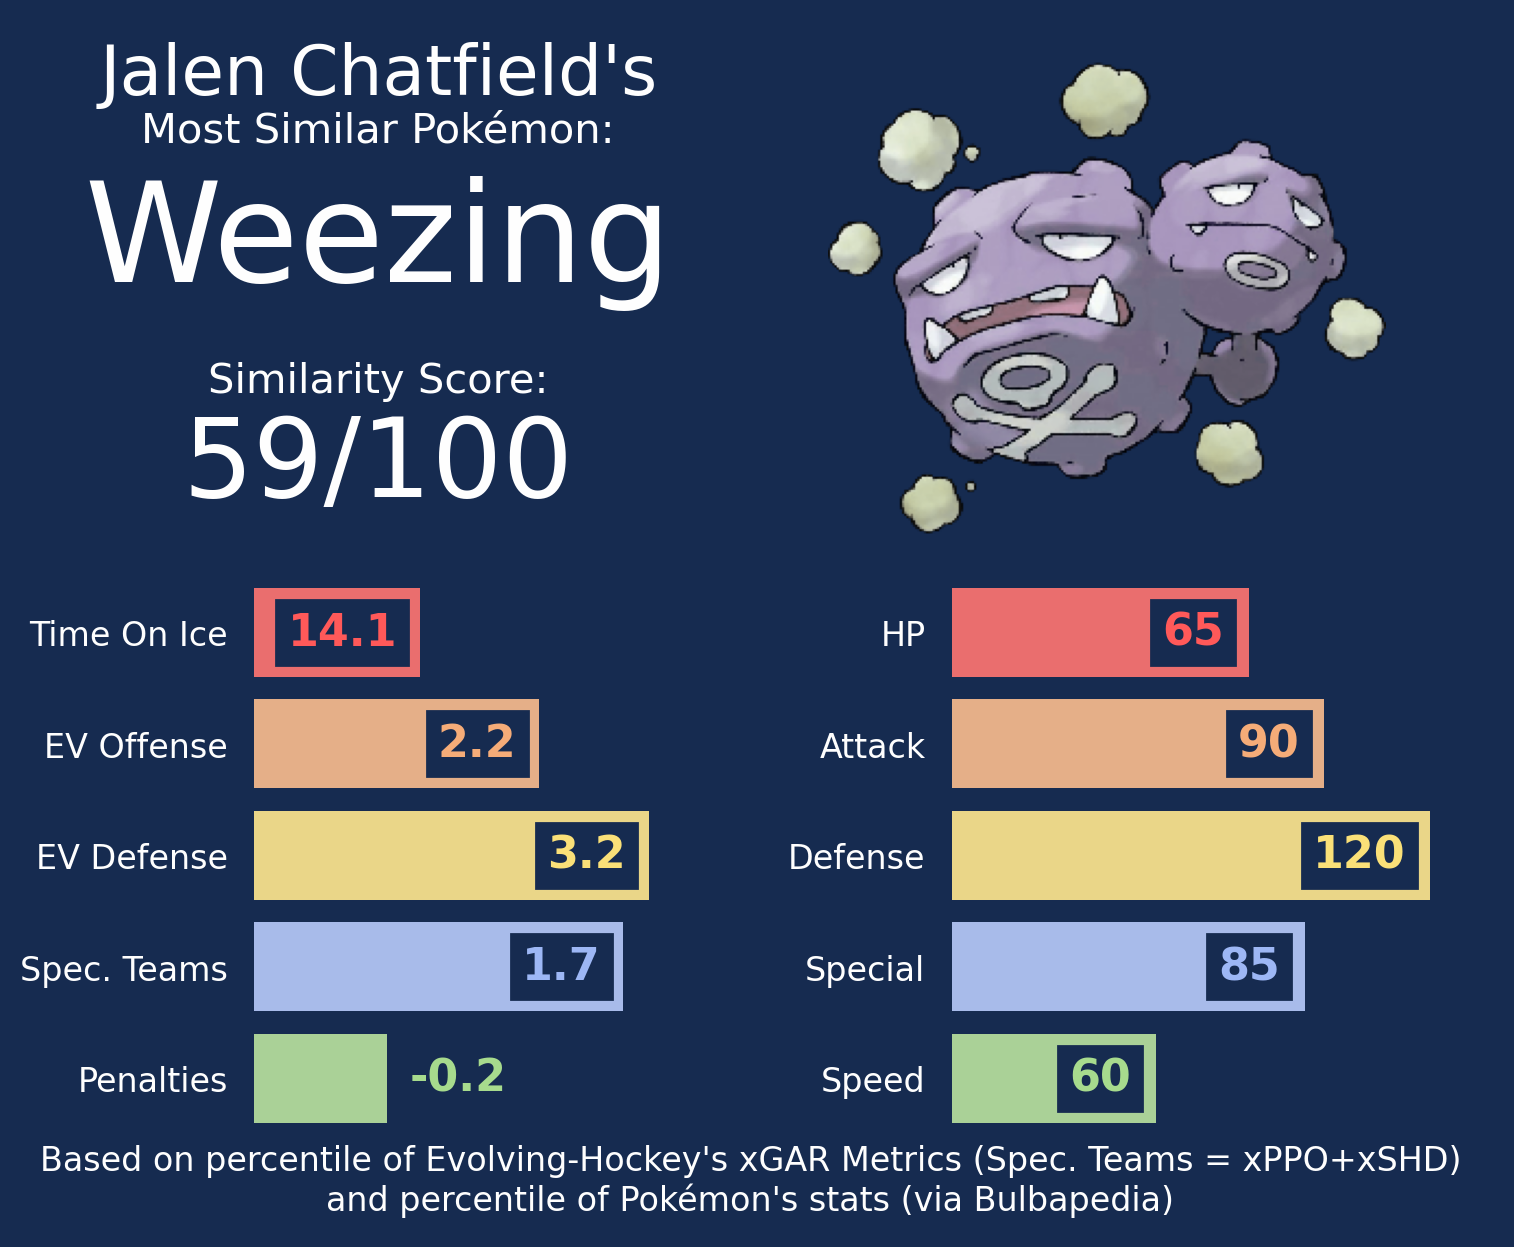 Jalen Chatfield's
Most Similar Pokémon:
Weezing
Similarity Score:
59/100
Time On Ice 14.1
EV Offense 2.2
EV Defense 3.2
Spec. Teams 1.7
Penalties -0.2
HP 65
Attack 90
Defense 120
Special 85
Speed 60
Based on percentile of Evolving-Hockey's xGAR Metrics (Spec. Teams = xPPO+xSHD)
and percentile of Pokémon's stats (via Bulbapedia)